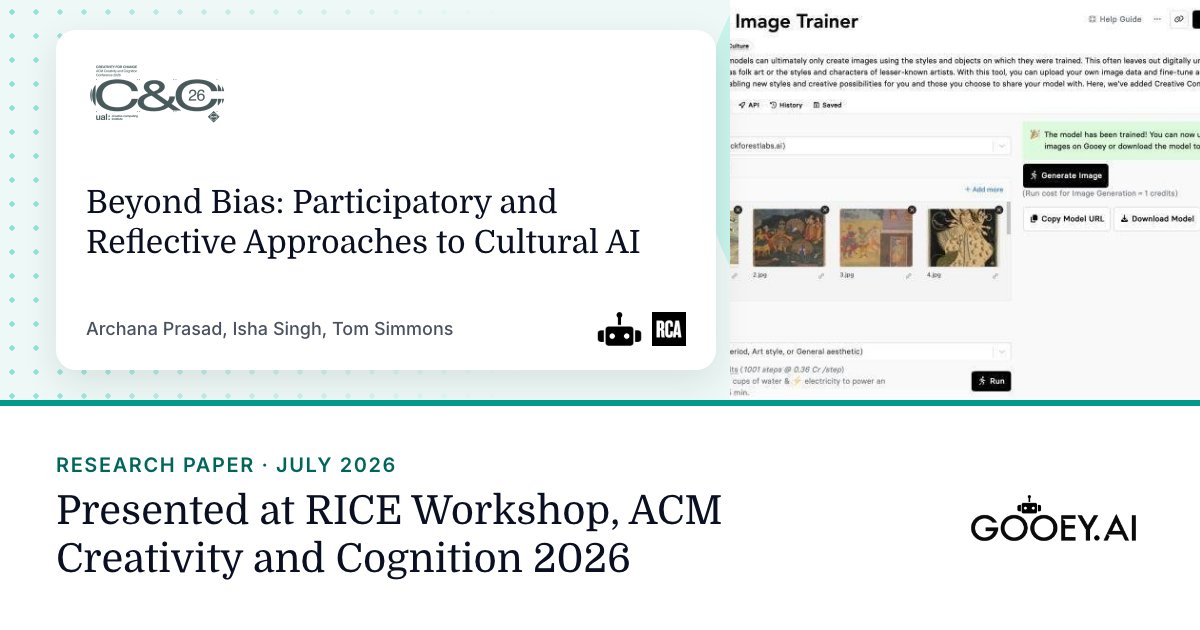 CREATIVITY FOR CHANGE
C&C 26
ual: creative computing institute
Beyond Bias: Participatory and
Reflective Approaches to Cultural AI
Archana Prasad, Isha Singh, Tom Simmons
RCA
Image Trainer
Help Guide
Culture
models can ultimately only create images using the styles and objects on which they were trained. This often leaves out digitally un
as folk art or the styles and characters of lesser-known artists. With this tool, you can upload your own image data and fine-tune a
abling new styles and creative possibilities for you and those you choose to share your model with. Here, we've added Creative Con
API History Saved
ckforestlabs.ai)
+ Add more
2.jpg 3.jpg 4.jpg
eriod, Art style, or General aesthetic)
its (1001 steps @ 0.36 Cr /step)
cups of water & ⚡ electricity to power an
min.
Run
The model has been trained! You can now u
images on Gooey or download the model to
Generate Image
(Run cost for Image Generation = 1 credits)
Copy Model URL Download Model
RESEARCH PAPER · JULY 2026
Presented at RICE Workshop, ACM
Creativity and Cognition 2026
GOOEY.AI